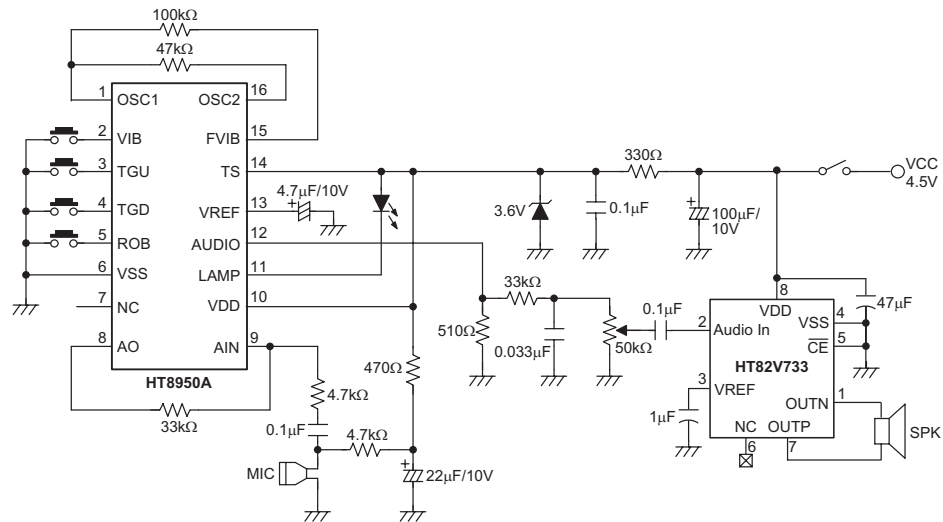 100kΩ
47kΩ
1 OSC1 OSC2 16
2 VIB FVIB 15
3 TGU TS 14
4 TGD VREF 13
5 ROB AUDIO 12
6 VSS LAMP 11
7 NC VDD 10
8 AO AIN 9
HT8950A
33kΩ
4.7μF/10V
+
4.7kΩ
0.1μF
MIC
4.7kΩ
470Ω
+
22μF/10V
3.6V
0.1μF
330Ω
+
100μF/
10V
VCC
4.5V
510Ω
33kΩ
0.033μF
50kΩ
0.1μF
47μF
8
VDD
2 Audio In VSS 4
CE 5
HT82V733
3 VREF OUTN 1
1μF
NC OUTP
6 7
SPK